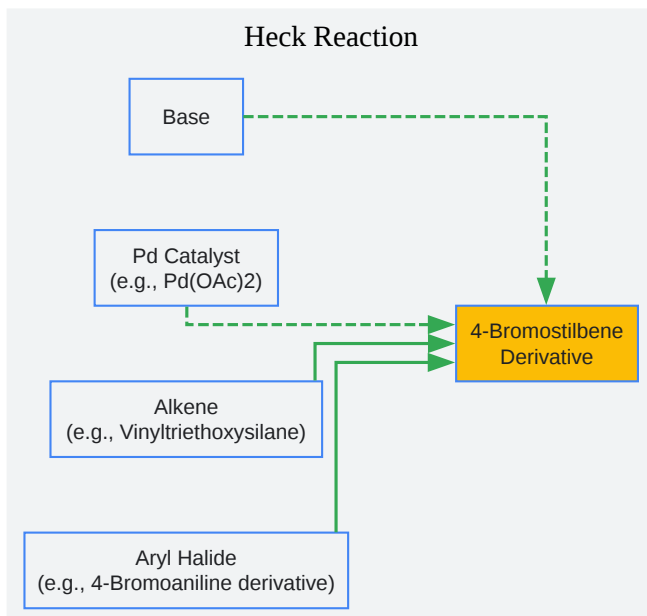 Heck Reaction
Base
Pd Catalyst
(e.g., Pd(OAc)2)
4-Bromostilbene
Derivative
Alkene
(e.g., Vinyltriethoxysilane)
Aryl Halide
(e.g., 4-Bromoaniline derivative)